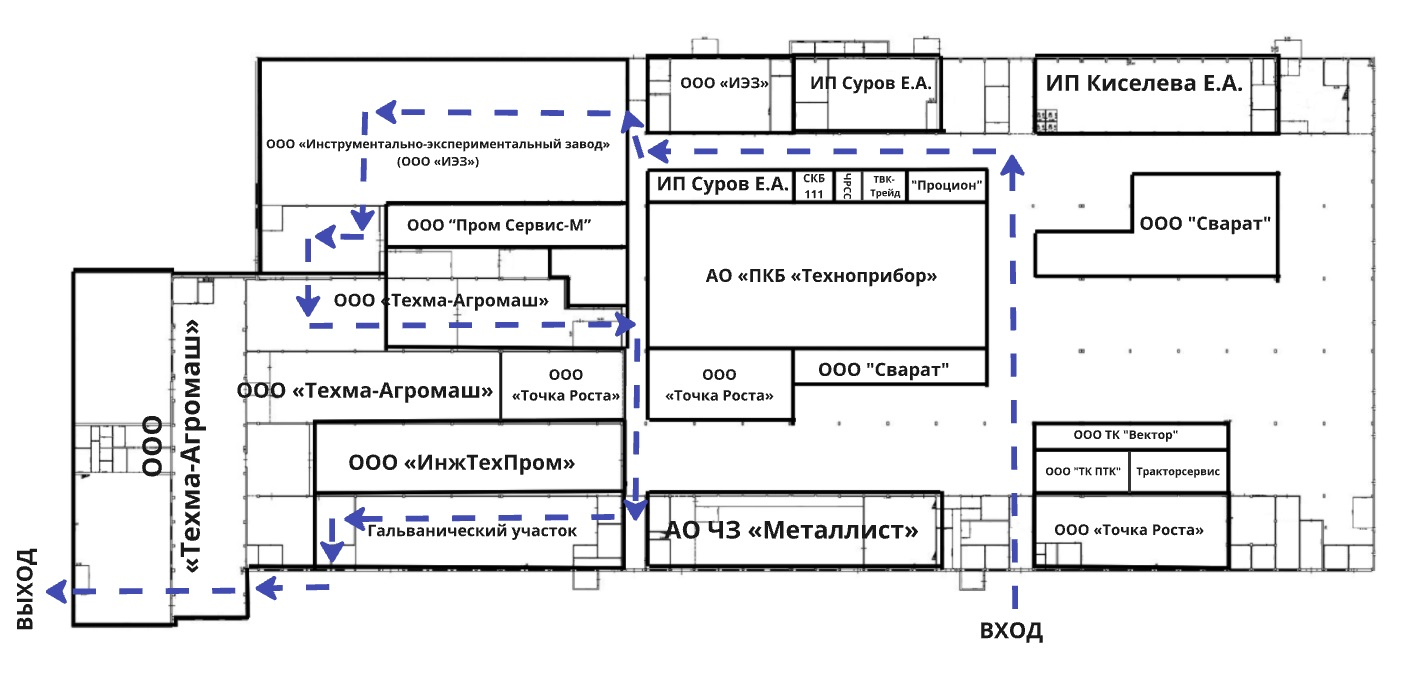 ООО «ИЭЗ»
ИП Суров Е.А.
ИП Киселева Е.А.
ООО «Инструментально-экспериментальный завод»
(ООО «ИЭЗ»)
ИП Суров Е.А.
СКБ
111
ЧРСС
ТВК-
Трейд
"Процион"
ООО "Сварат"
ООО “Пром Сервис-М”
АО «ПКБ «Техноприбор»
ООО «Техма-Агромаш»
ООО
«Техма-Агромаш»
ООО «Техма-Агромаш»
ООО
«Точка Роста»
ООО
«Точка Роста»
ООО "Сварат"
ООО ТК "Вектор"
ООО "ТК ПТК"
Тракторсервис
ООО «ИнжТехПром»
Гальванический участок
АО ЧЗ «Металлист»
ООО «Точка Роста»
ВЫХОД
ВХОД